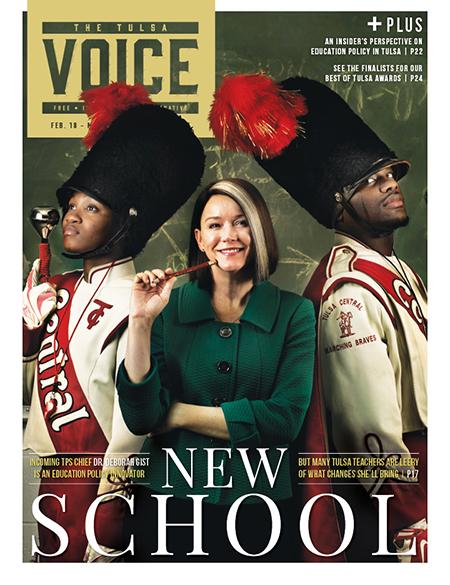 THE TULSA
VOICE
FREE •
FEB. 18 –
+ PLUS
AN INSIDER'S PERSPECTIVE ON
EDUCATION POLICY IN TULSA | P22
SEE THE FINALISTS FOR OUR
BEST OF TULSA AWARDS | P24
TC
Central
TULSA CENTRAL
MARCHING BRAVES
INCOMING TPS CHIEF DR. DEBORAH GIST
IS AN EDUCATION POLICY INNOVATOR
BUT MANY TULSA TEACHERS ARE LEERY
OF WHAT CHANGES SHE'LL BRING | P17
NEW
SCHOOL